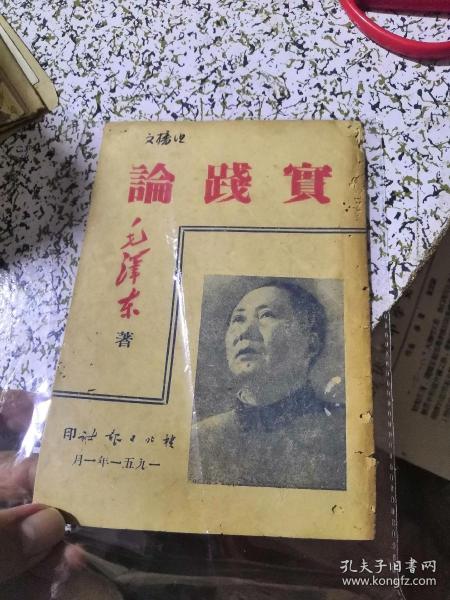 實踐論
毛澤东
著
北日報社印
一九五一年一月
孔夫子旧书网
www.kongfz.com